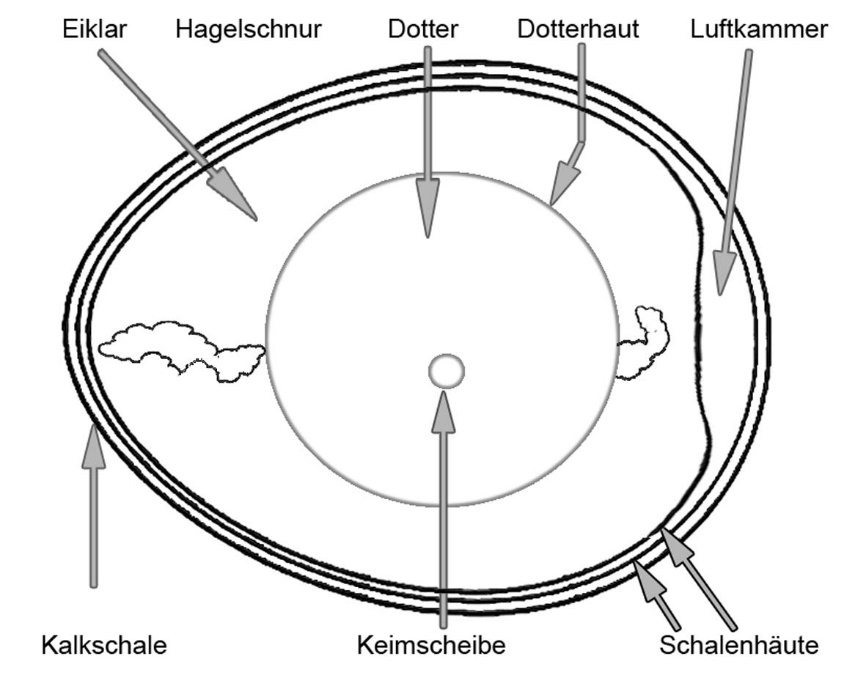 Eiklar Hagelschnur Dotter Dotterhaut Luftkammer
Kalkschale Keimscheibe Schalenhäute